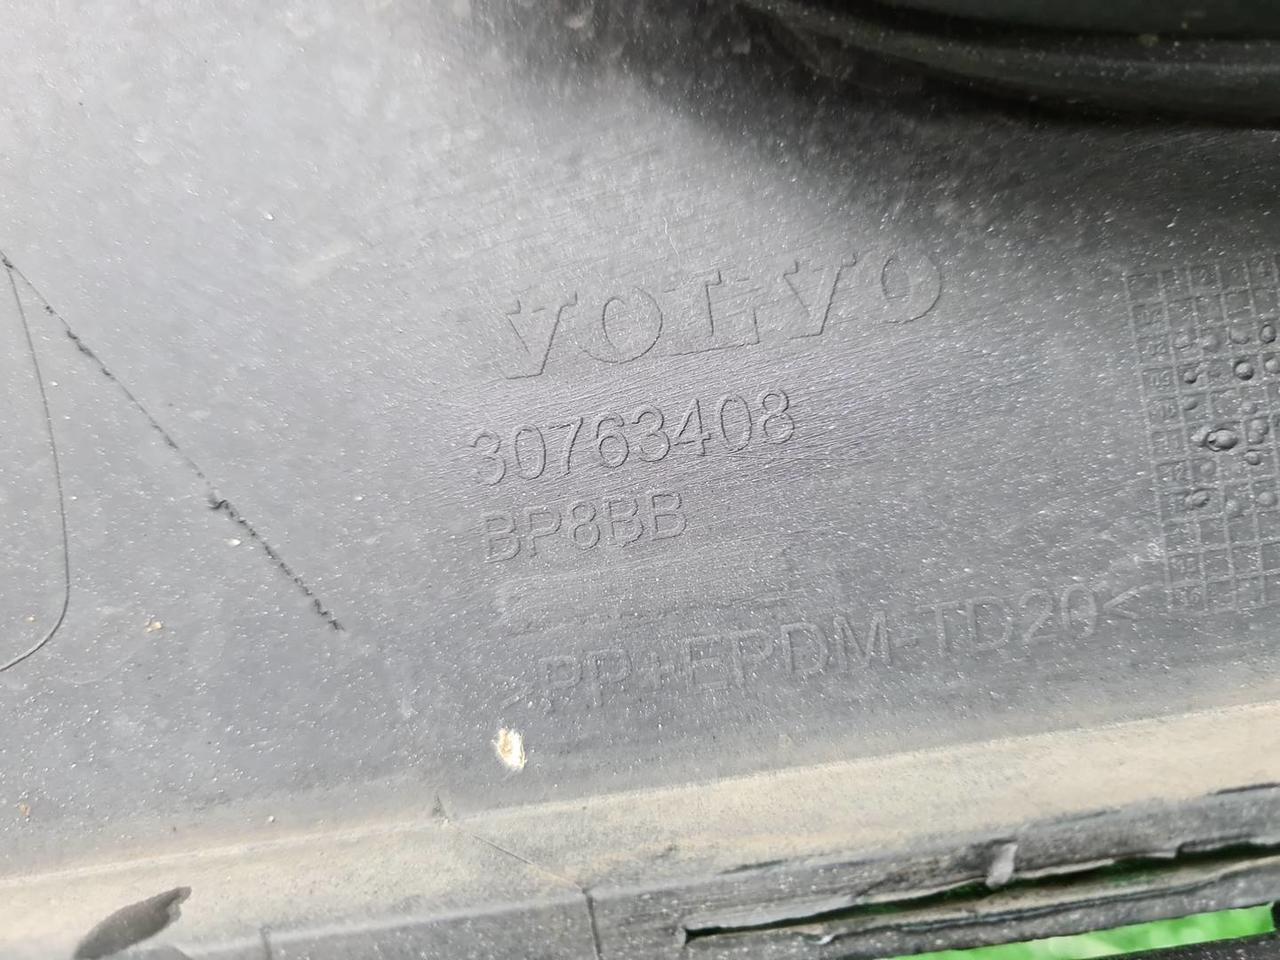 VOLVO
30763408
BP8BB
>PP+EPDM-TD20<